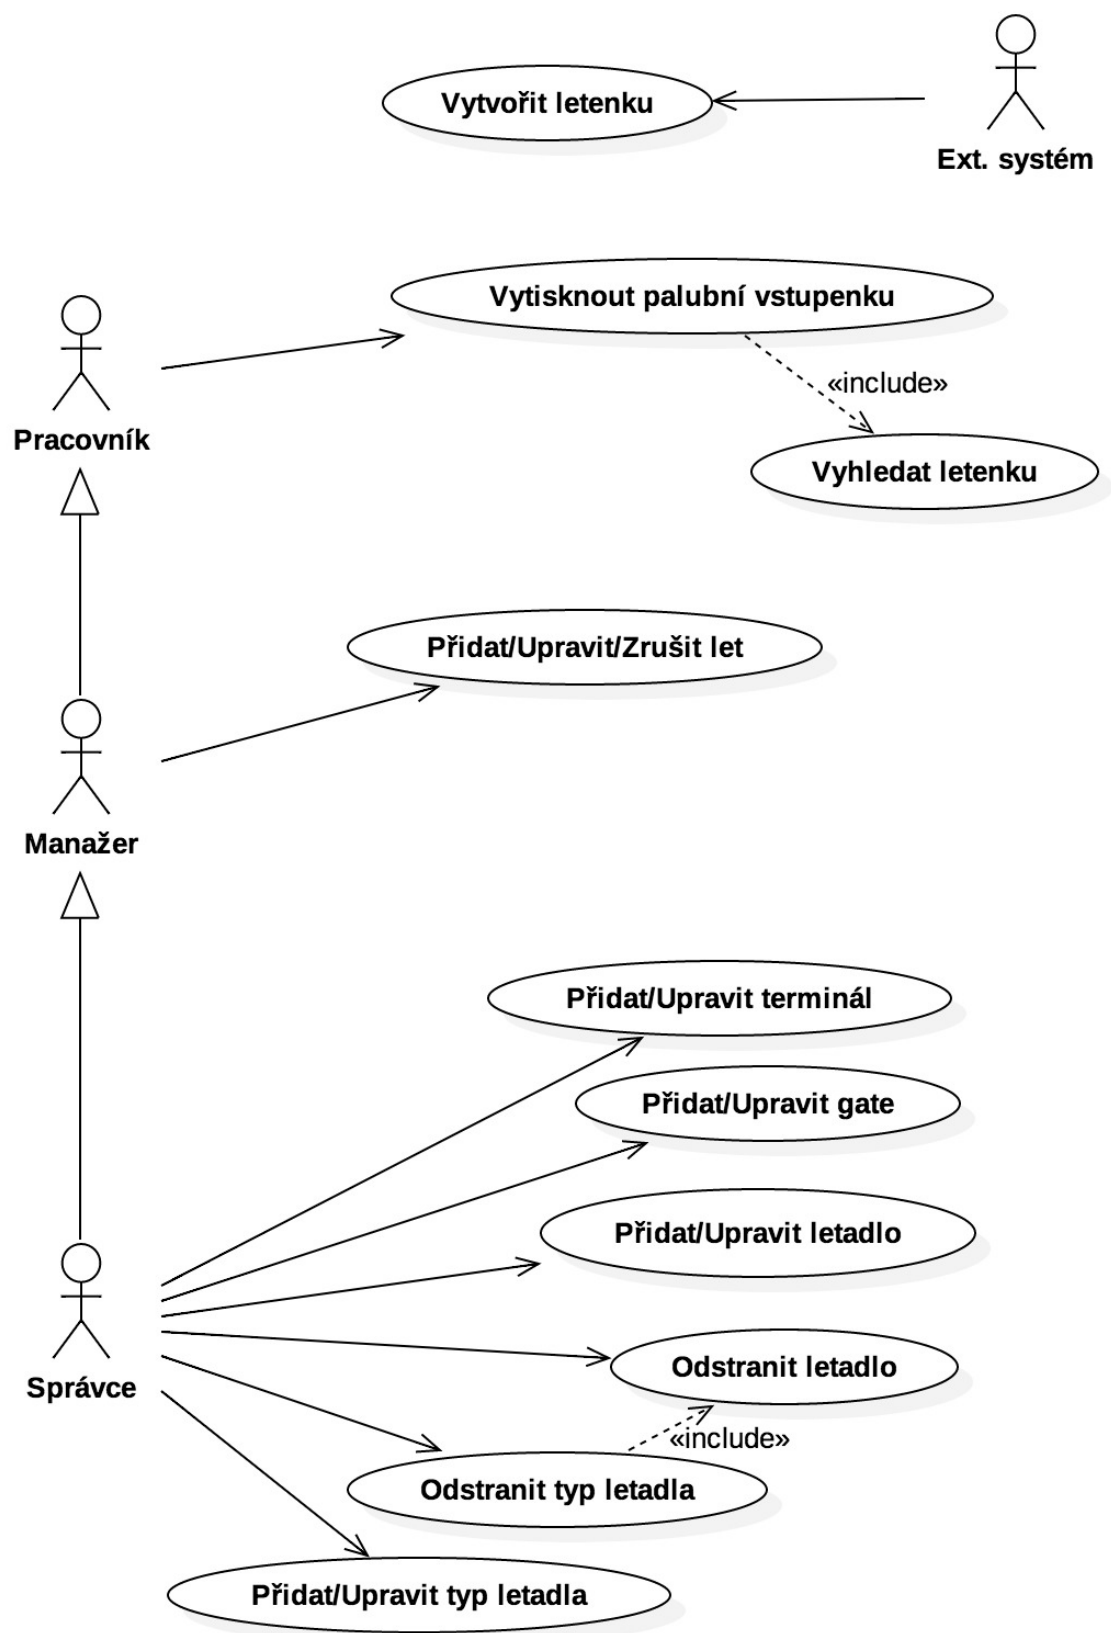 Vytvořit letenku
Ext. systém
Vytisknout palubní vstupenku
«include»
Pracovník
Vyhledat letenku
Přidat/Upravit/Zrušit let
Manažer
Přidat/Upravit terminál
Přidat/Upravit gate
Přidat/Upravit letadlo
Odstranit letadlo
Správce
«include»
Odstranit typ letadla
Přidat/Upravit typ letadla